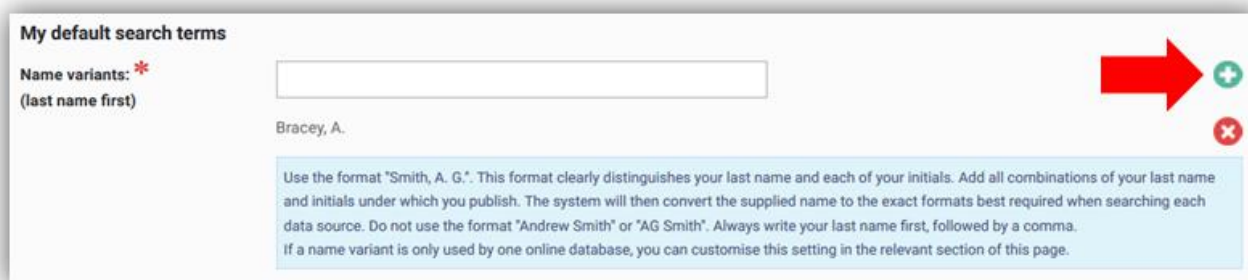 My default search terms
Name variants: *
(last name first)
Bracey, A.
Use the format "Smith, A. G.". This format clearly distinguishes your last name and each of your initials. Add all combinations of your last name
and initials under which you publish. The system will then convert the supplied name to the exact formats best required when searching each
data source. Do not use the format "Andrew Smith" or "AG Smith". Always write your last name first, followed by a comma.
If a name variant is only used by one online database, you can customise this setting in the relevant section of this page.